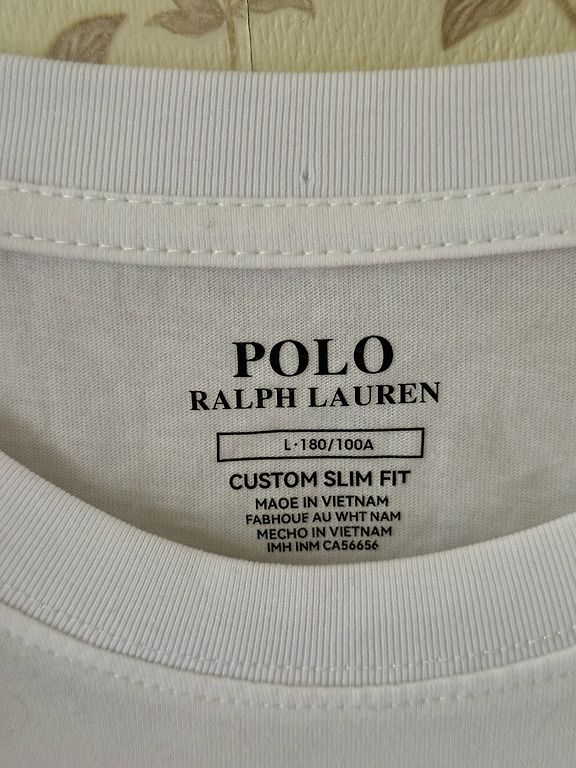 POLO
RALPH LAUREN
L·180/100A
CUSTOM SLIM FIT
MAOE IN VIETNAM
FABHOUF AU WHT NAM
MECHO IN VIETNAM
IMH INM CA56656